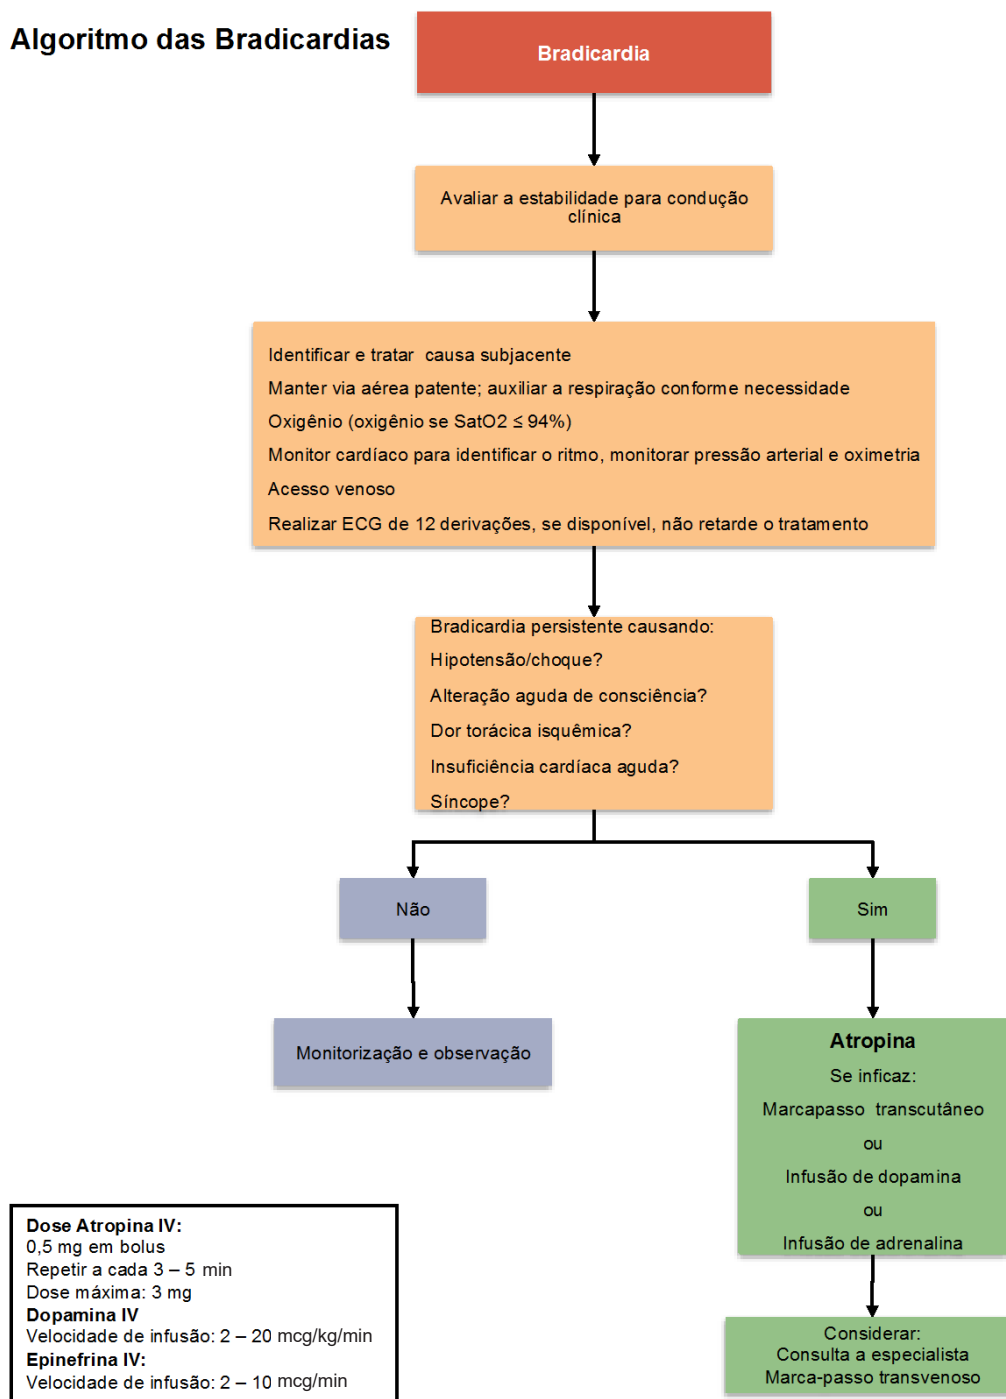 Algoritmo das Bradicardias
Bradicardia
Avaliar a estabilidade para condução
clínica
Identificar e tratar causa subjacente
Manter via aérea patente; auxiliar a respiração conforme necessidade
Oxigênio (oxigênio se SatO2 ≤ 94%)
Monitor cardíaco para identificar o ritmo, monitorar pressão arterial e oximetria
Acesso venoso
Realizar ECG de 12 derivações, se disponível, não retarde o tratamento
Bradicardia persistente causando:
Hipotensão/choque?
Alteração aguda de consciência?
Dor torácica isquêmica?
Insuficiência cardíaca aguda?
Síncope?
Não
Sim
Monitorização e observação
Atropina
Se inficaz:
Marcapasso transcutâneo
ou
Infusão de dopamina
ou
Infusão de adrenalina
Considerar:
Consulta a especialista
Marca-passo transvenoso
Dose Atropina IV:
0,5 mg em bolus
Repetir a cada 3 – 5 min
Dose máxima: 3 mg
Dopamina IV
Velocidade de infusão: 2 – 20 mcg/kg/min
Epinefrina IV:
Velocidade de infusão: 2 – 10 mcg/min